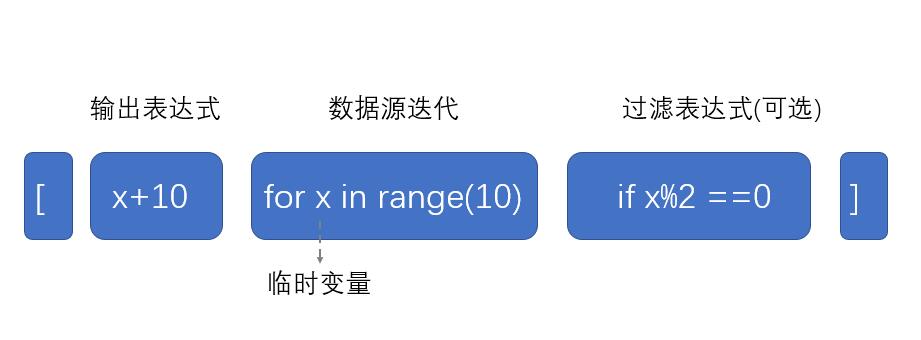 输出表达式 数据源迭代 过滤表达式(可选)
[ x+10 for x in range(10) if x%2 ==0 ]
临时变量